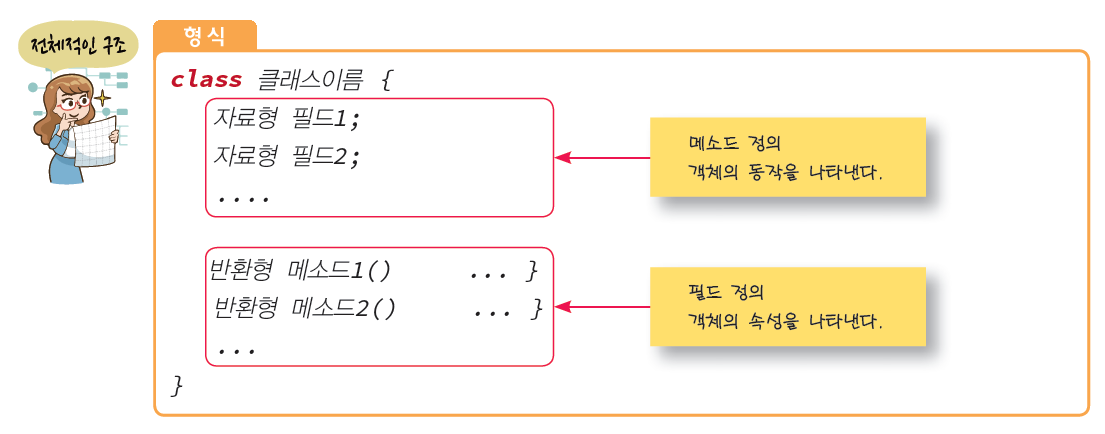 전체적인 구조
형식
class 클래스이름 {
자료형 필드1;
자료형 필드2;
....
메소드 정의
객체의 동작을 나타낸다.
반환형 메소드1() ... }
반환형 메소드2() ... }
...
필드 정의
객체의 속성을 나타낸다.
}